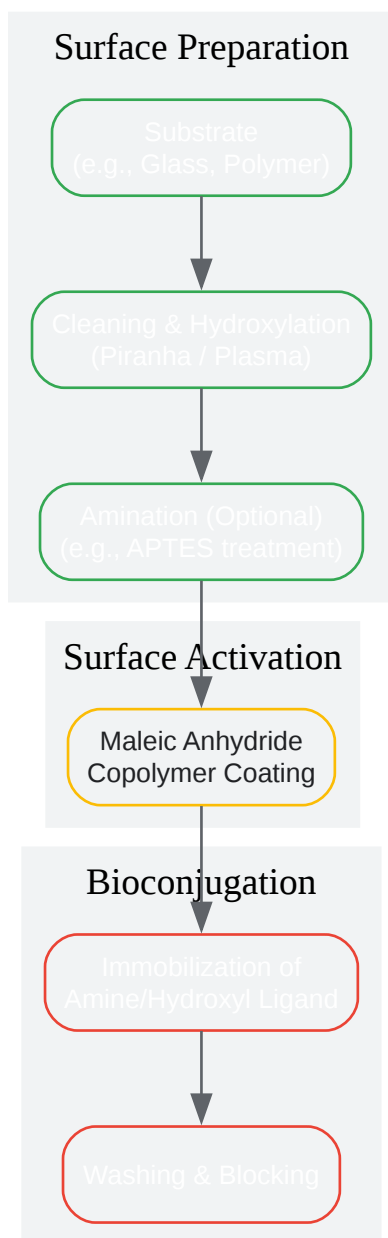 Surface Preparation
Substrate
(e.g., Glass, Polymer)
Cleaning & Hydroxylation
(Piranha / Plasma)
Amination (Optional)
(e.g., APTES treatment)
Surface Activation
Maleic Anhydride
Copolymer Coating
Bioconjugation
Immobilization of
Amine/Hydroxyl Ligand
Washing & Blocking